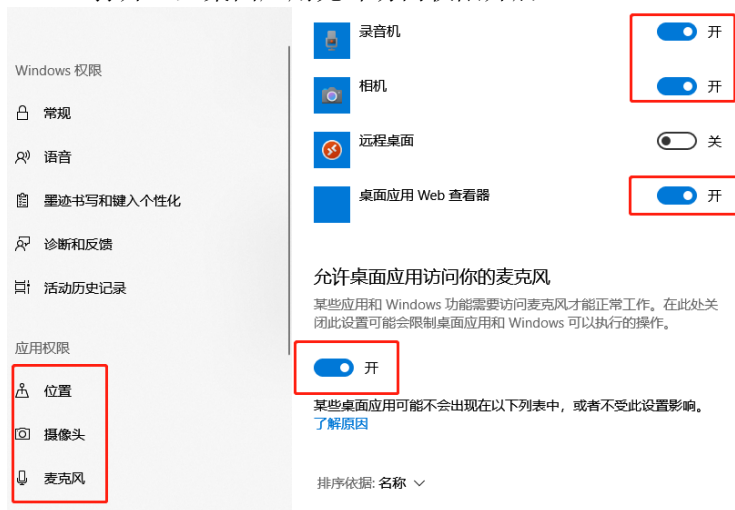 Windows 权限
常规
语音
墨迹书写和键入个性化
诊断和反馈
活动历史记录
应用权限
位置
摄像头
麦克风
录音机
开
相机
开
远程桌面
关
桌面应用 Web 查看器
开
允许桌面应用访问你的麦克风
某些应用和 Windows 功能需要访问麦克风才能正常工作。在此处关
闭此设置可能会限制桌面应用和 Windows 可以执行的操作。
开
某些桌面应用可能不会出现在以下列表中，或者不受此设置影响。
了解原因
排序依据: 名称